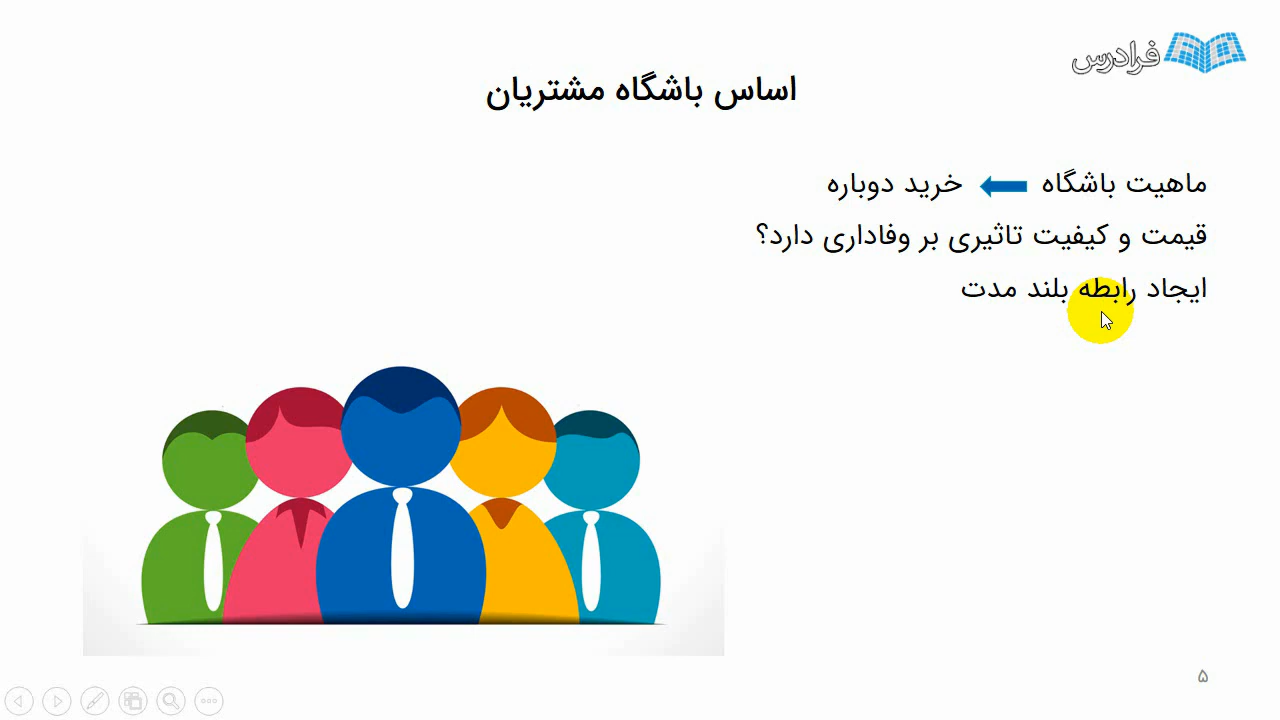 فرادرس
اساس باشگاه مشتریان
ماهیت باشگاه خرید دوباره
قیمت و کیفیت تاثیری بر وفاداری دارد؟
ایجاد رابطه بلند مدت
۵